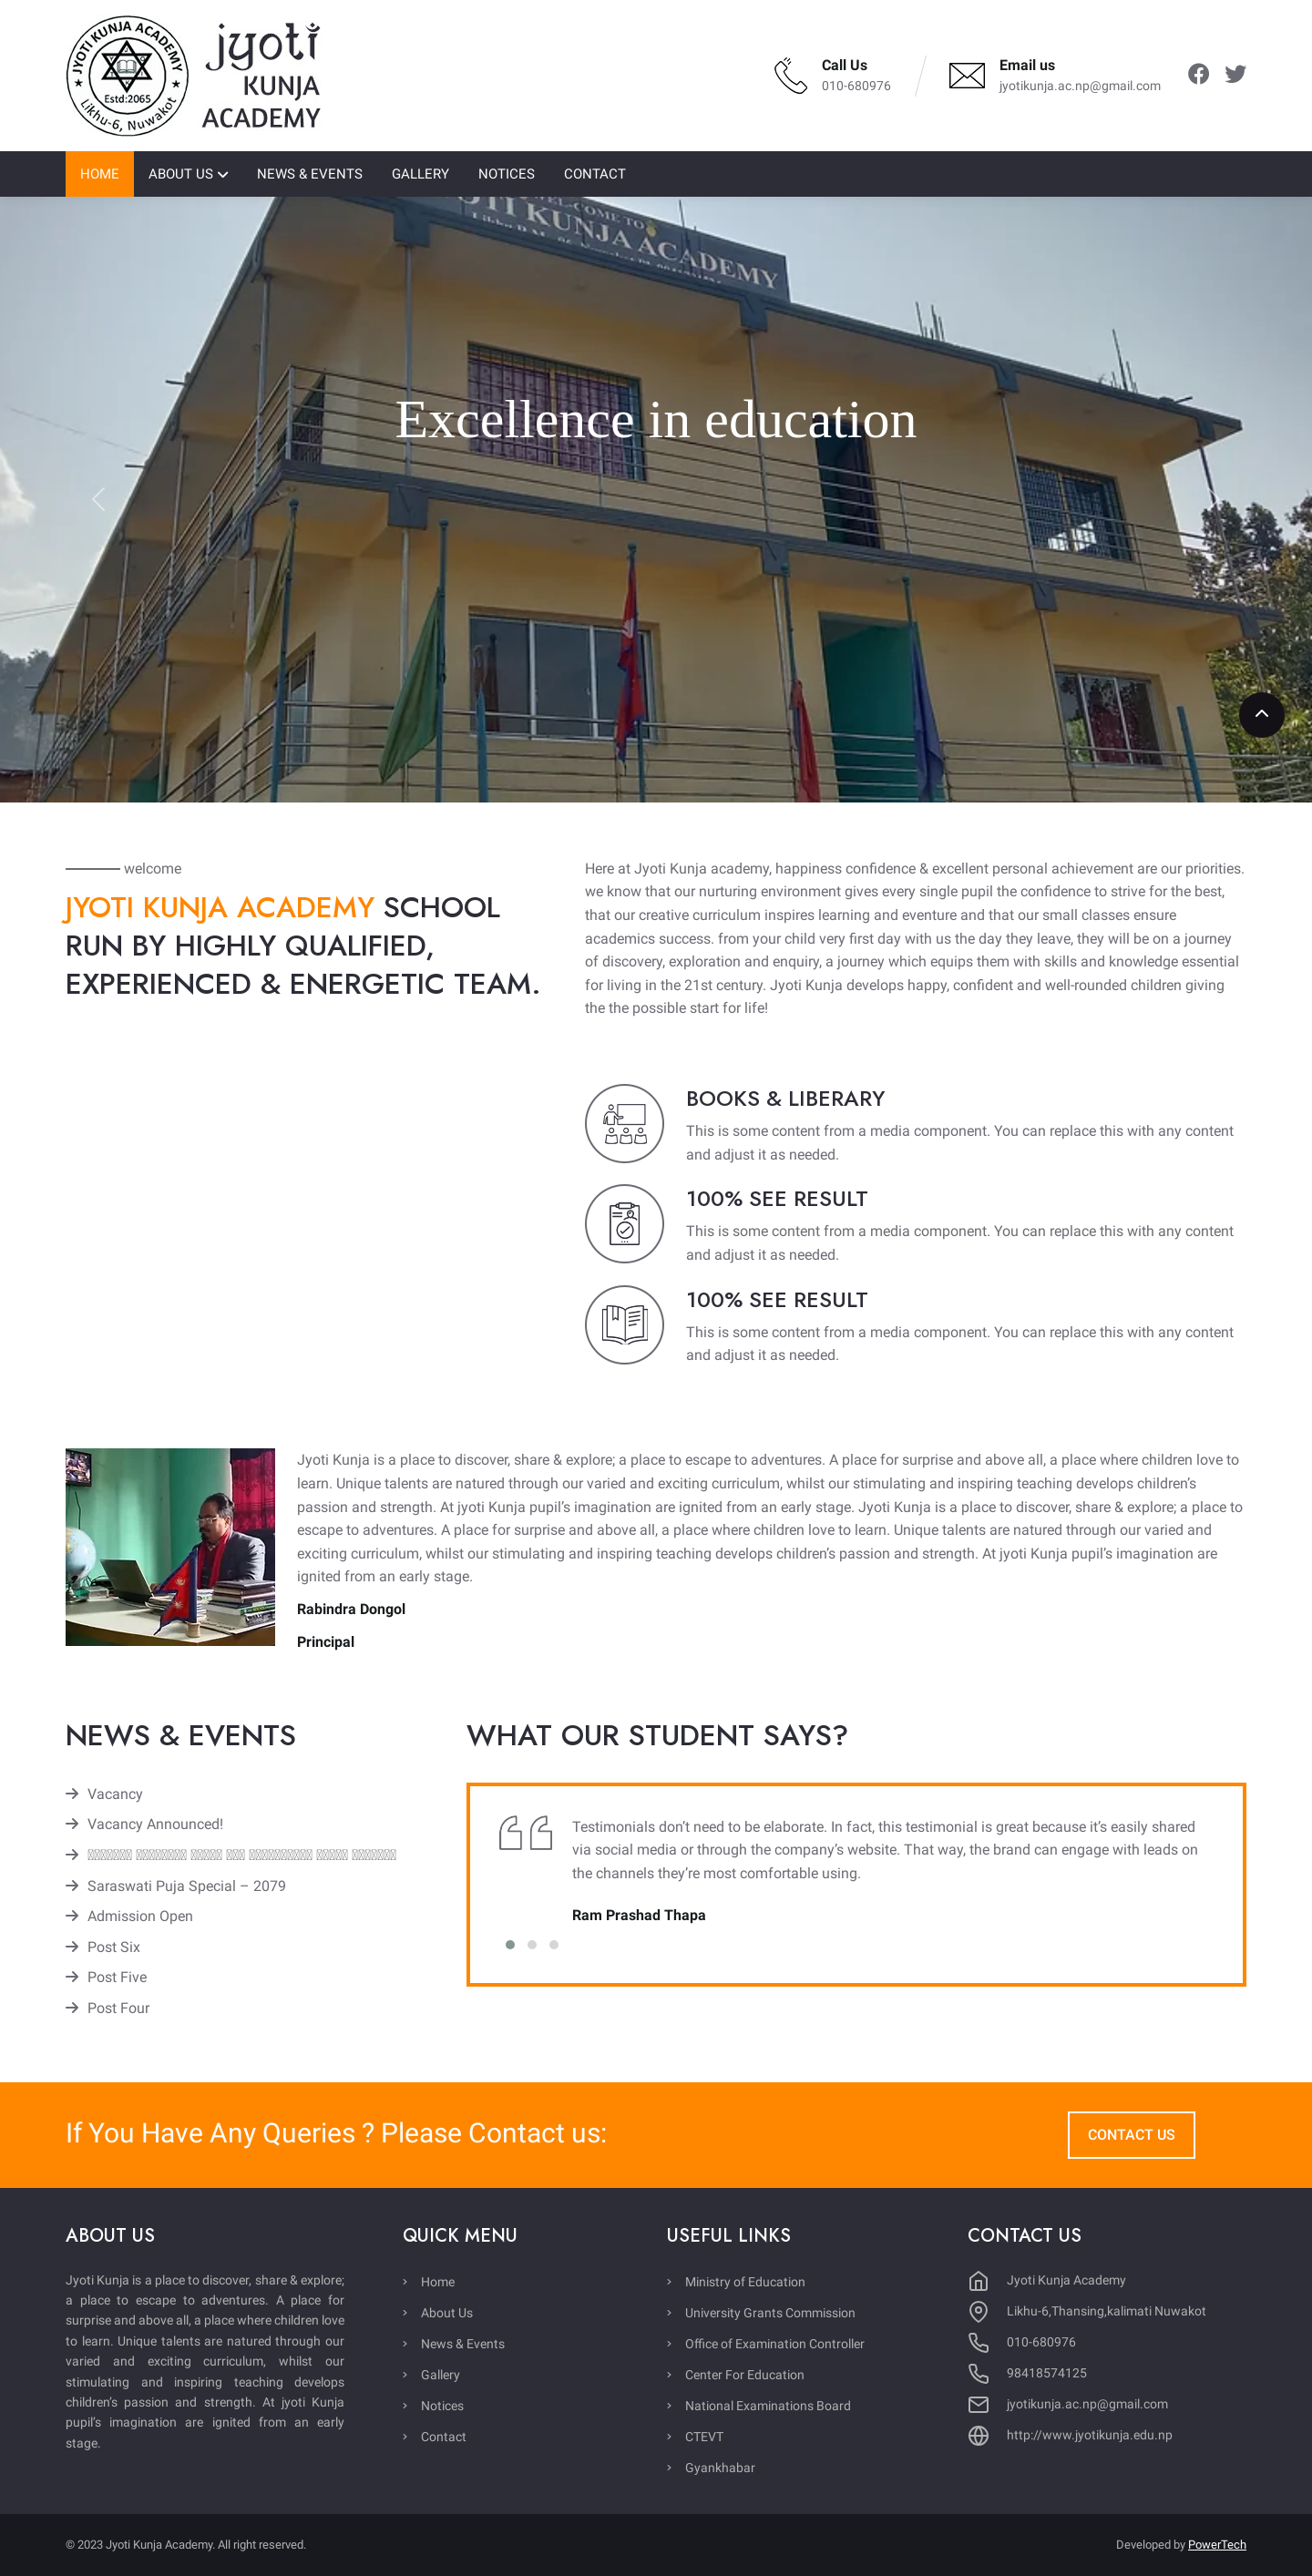 JYOTI KUNJA ACADEMY
Estd:2065
Likhu-6, Nuwakot
jyoti
KUNJA
ACADEMY
Call Us
010-680976
Email us
jyotikunja.ac.np@gmail.com
HOME
ABOUT US
NEWS & EVENTS
GALLERY
NOTICES
CONTACT
KUNJA ACADEMY
Excellence in education
welcome
JYOTI KUNJA ACADEMY SCHOOL
RUN BY HIGHLY QUALIFIED,
EXPERIENCED & ENERGETIC TEAM.
Here at Jyoti Kunja academy, happiness confidence & excellent personal achievement are our priorities.
we know that our nurturing environment gives every single pupil the confidence to strive for the best,
that our creative curriculum inspires learning and eventure and that our small classes ensure
academics success. from your child very first day with us the day they leave, they will be on a journey
of discovery, exploration and enquiry, a journey which equips them with skills and knowledge essential
for living in the 21st century. Jyoti Kunja develops happy, confident and well-rounded children giving
the the possible start for life!
BOOKS & LIBERARY
This is some content from a media component. You can replace this with any content
and adjust it as needed.
100% SEE RESULT
This is some content from a media component. You can replace this with any content
and adjust it as needed.
100% SEE RESULT
This is some content from a media component. You can replace this with any content
and adjust it as needed.
Jyoti Kunja is a place to discover, share & explore; a place to escape to adventures. A place for surprise and above all, a place where children love to
learn. Unique talents are natured through our varied and exciting curriculum, whilst our stimulating and inspiring teaching develops children’s
passion and strength. At jyoti Kunja pupil’s imagination are ignited from an early stage. Jyoti Kunja is a place to discover, share & explore; a place to
escape to adventures. A place for surprise and above all, a place where children love to learn. Unique talents are natured through our varied and
exciting curriculum, whilst our stimulating and inspiring teaching develops children’s passion and strength. At jyoti Kunja pupil’s imagination are
ignited from an early stage.
Rabindra Dongol
Principal
NEWS & EVENTS
Vacancy
Vacancy Announced!
Saraswati Puja Special – 2079
Admission Open
Post Six
Post Five
Post Four
WHAT OUR STUDENT SAYS?
Testimonials don’t need to be elaborate. In fact, this testimonial is great because it’s easily shared
via social media or through the company’s website. That way, the brand can engage with leads on
the channels they’re most comfortable using.
Ram Prashad Thapa
If You Have Any Queries ? Please Contact us:
CONTACT US
ABOUT US
Jyoti Kunja is a place to discover, share & explore;
a place to escape to adventures. A place for
surprise and above all, a place where children love
to learn. Unique talents are natured through our
varied and exciting curriculum, whilst our
stimulating and inspiring teaching develops
children’s passion and strength. At jyoti Kunja
pupil’s imagination are ignited from an early
stage.
QUICK MENU
Home
About Us
News & Events
Gallery
Notices
Contact
USEFUL LINKS
Ministry of Education
University Grants Commission
Office of Examination Controller
Center For Education
National Examinations Board
CTEVT
Gyankhabar
CONTACT US
Jyoti Kunja Academy
Likhu-6,Thansing,kalimati Nuwakot
010-680976
98418574125
jyotikunja.ac.np@gmail.com
http://www.jyotikunja.edu.np
© 2023 Jyoti Kunja Academy. All right reserved.
Developed by PowerTech